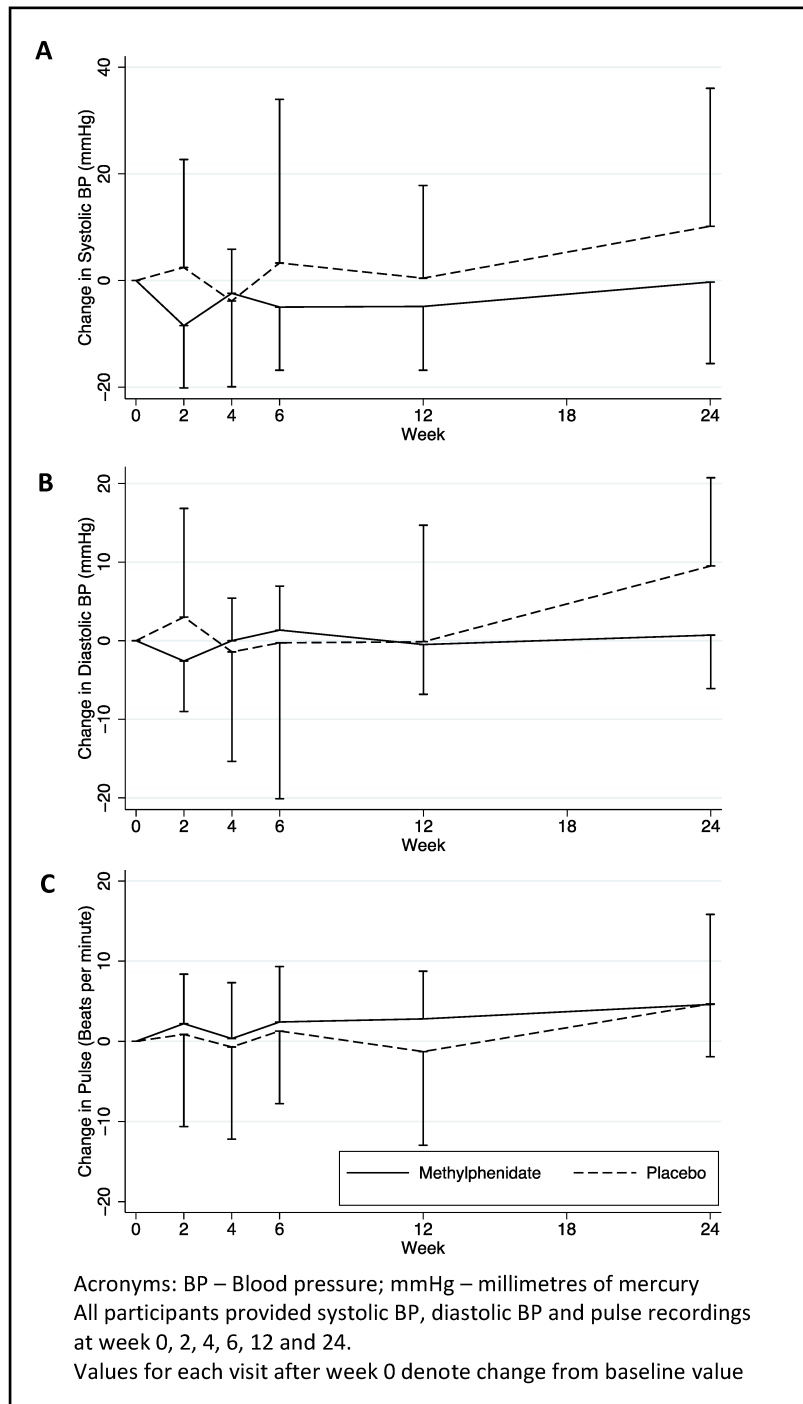 A
Change in Systolic BP (mmHg)
40
20
0
−20
0 2 4 6 12 18 24
Week
B
Change in Diastolic BP (mmHg)
20
10
0
−10
−20
0 2 4 6 12 18 24
Week
C
Change in Pulse (Beats per minute)
20
10
0
−10
−20
Methylphenidate Placebo
0 2 4 6 12 18 24
Week
Acronyms: BP – Blood pressure; mmHg – millimetres of mercury
All participants provided systolic BP, diastolic BP and pulse recordings
at week 0, 2, 4, 6, 12 and 24.
Values for each visit after week 0 denote change from baseline value